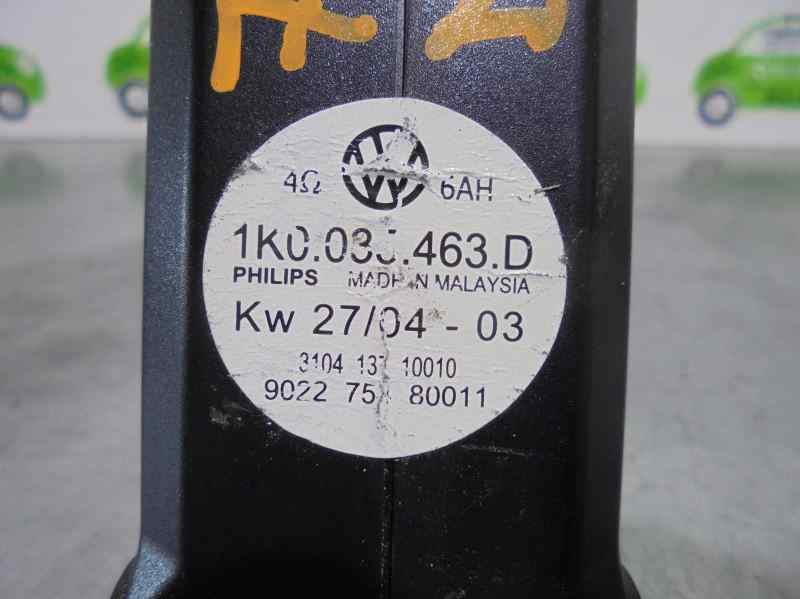 4Ω 6AH
1K0.035.463.D
PHILIPS MADE IN MALAYSIA
Kw 27/04 - 03
3104 137 10010
9022 75 80011